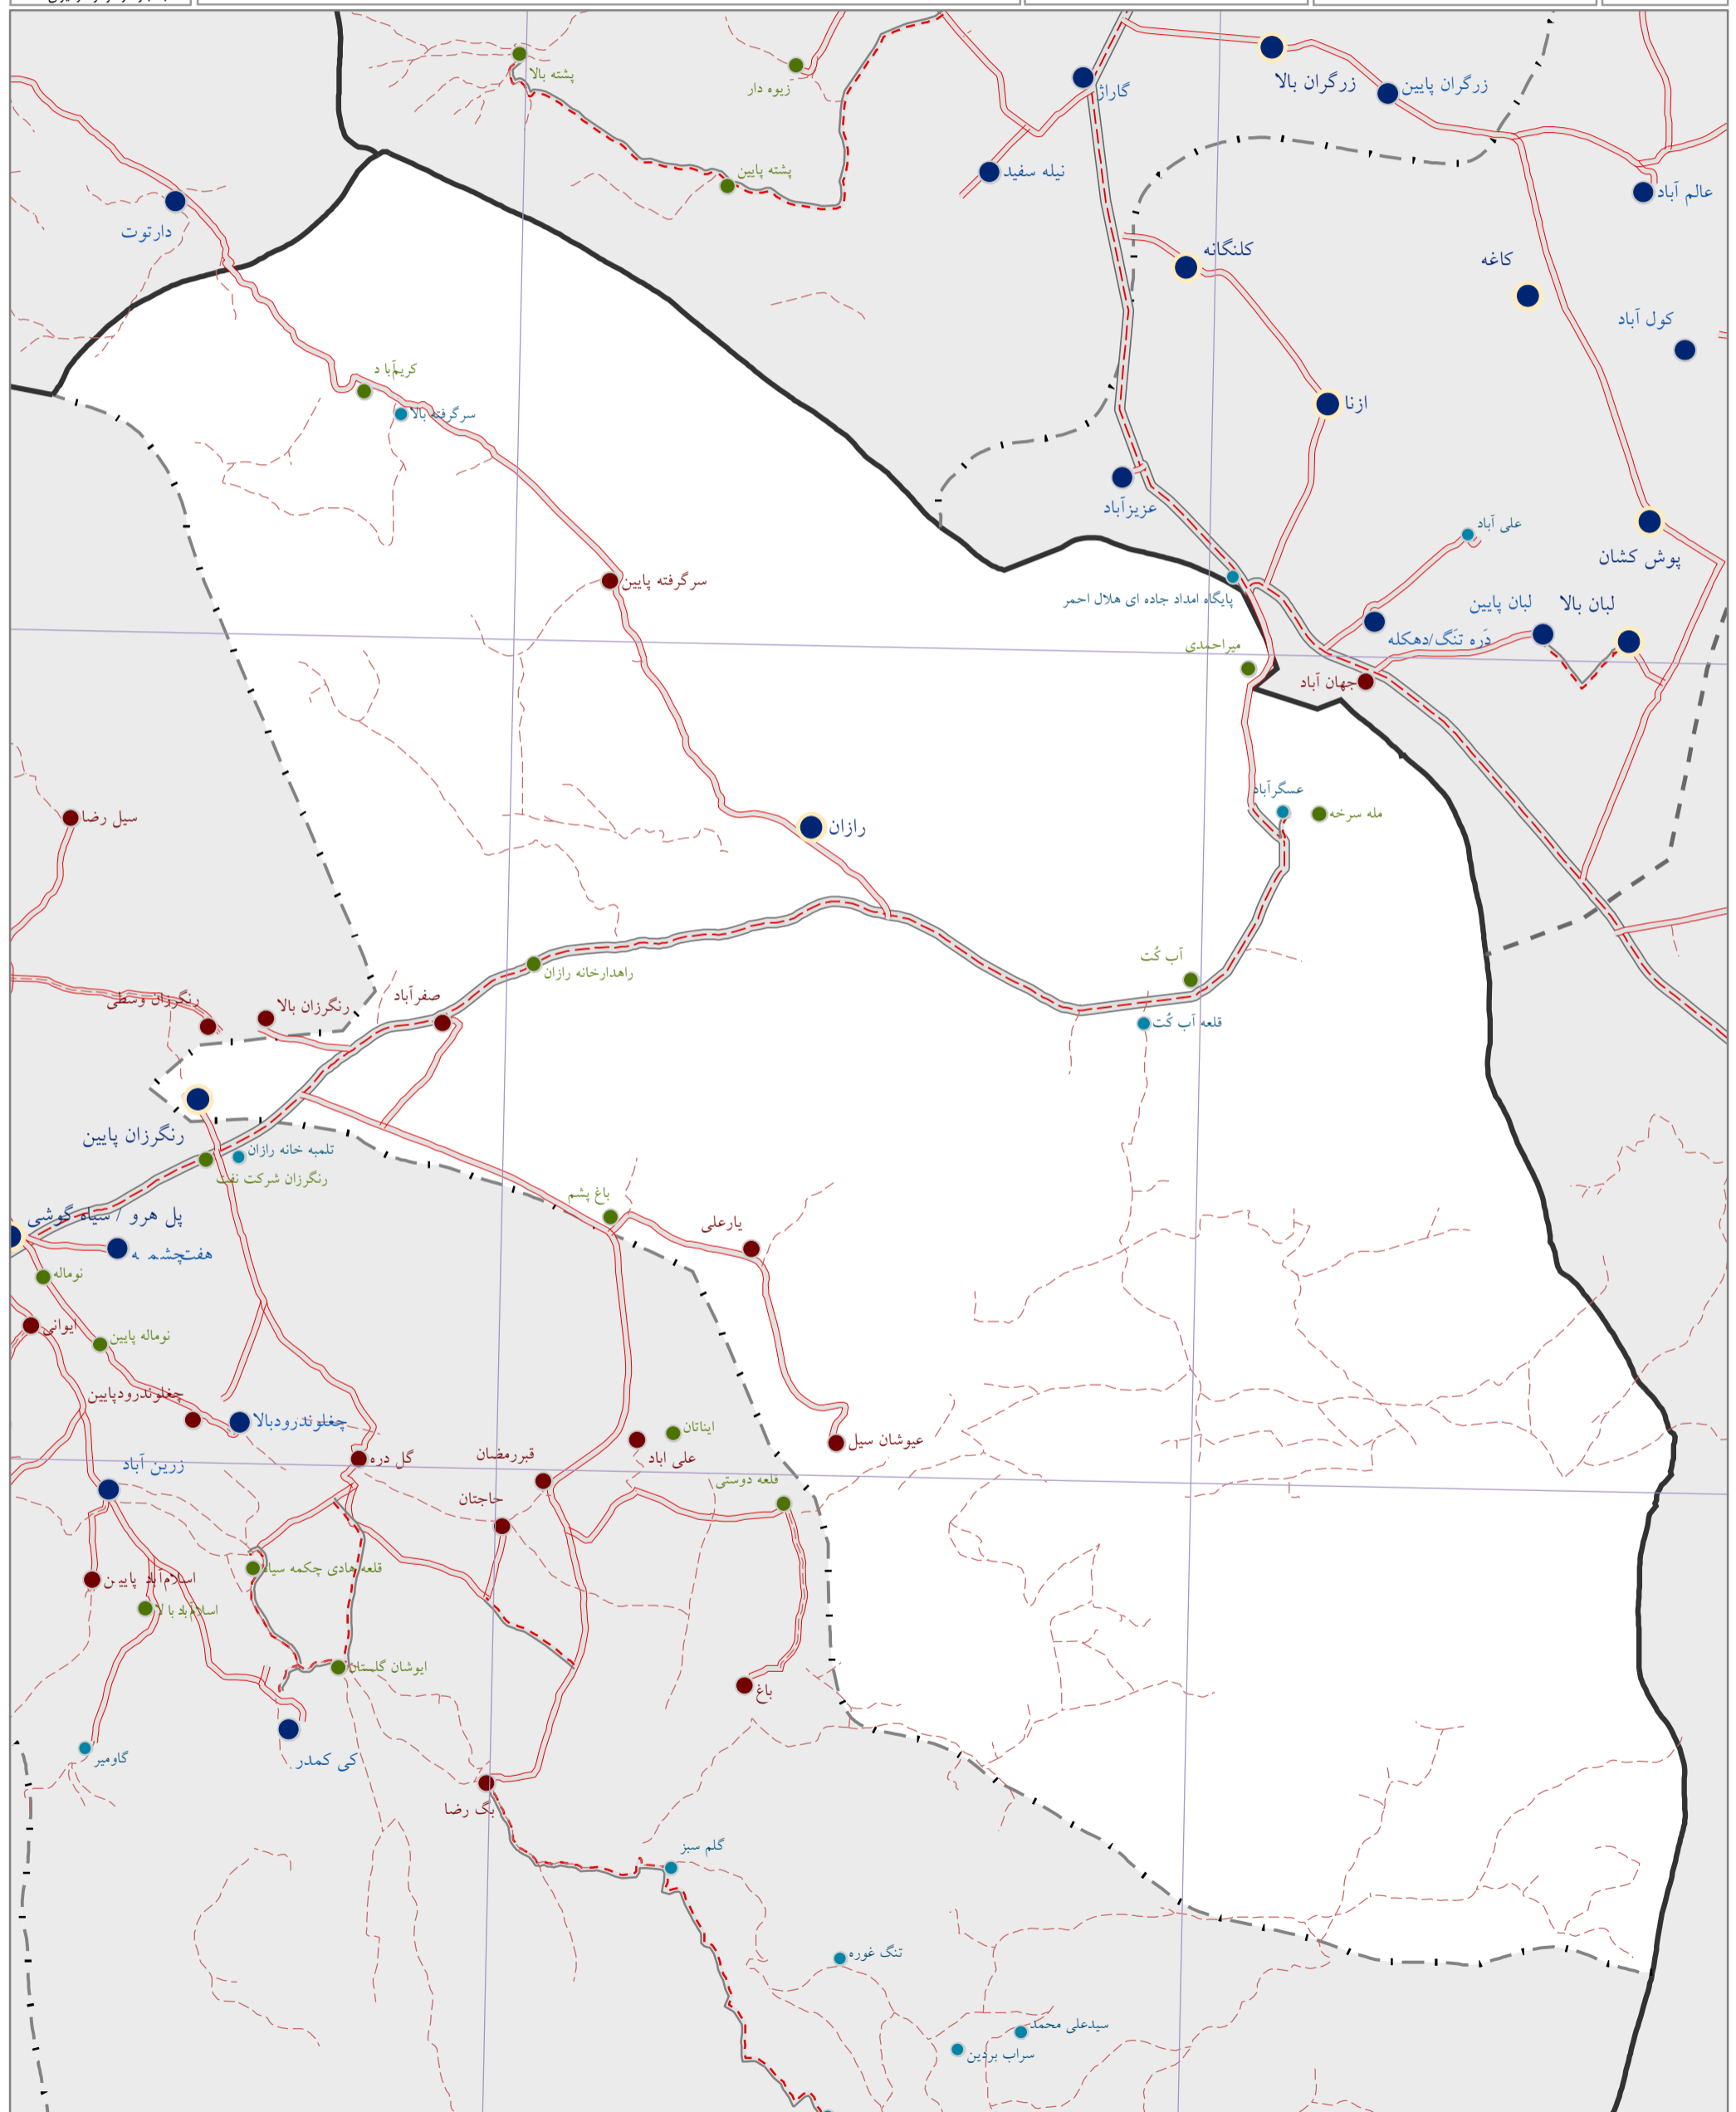 پشته بالا
زیوه دار
گاراژ
زرگران بالا
زرگران پایین
پشته پایین
نیله سفید
عالم آباد
دارتوت
کلنگانه
کاغه
کول آباد
کریم‌آبا د
سرگرفته بالا
ازنا
عزیزآباد
علی آباد
پوش کشان
سرگرفته پایین
پایگاه امداد جاده ای هلال احمر
لبان بالا
لبان پایین
دره تنگ/دهکله
میراحمدی
جهان آباد
عسگرآباد
مله سرخه
سیل رضا
رازان
آب کُت
راهدارخانه رازان
صفرآباد
رنگرزان بالا
رنگرزان وسطی
قلعه آب کُت
رنگرزان پایین
تلمبه خانه رازان
رنگرزان شرکت نفت
باغ پشم
پل هرو / سیاه گوشی
یارعلی
هفت‌چشمه
نوماله
ایوانی
نوماله پایین
چغلوندرودپایین
چغلوندرودبالا
ایناتان
عیوشان سیل
علی اباد
قبررمضان
گل دره
زرین آباد
قلعه دوستی
حاجتان
قلعه هادی چکمه سیاه
اسلام‌آباد پایین
اسلام‌آباد بالا
ایوشان گلستان
باغ
گاومیر
کی کمدر
بگ رضا
گلم سبز
تنگ غوره
سیدعلی محمد
سراب بردین